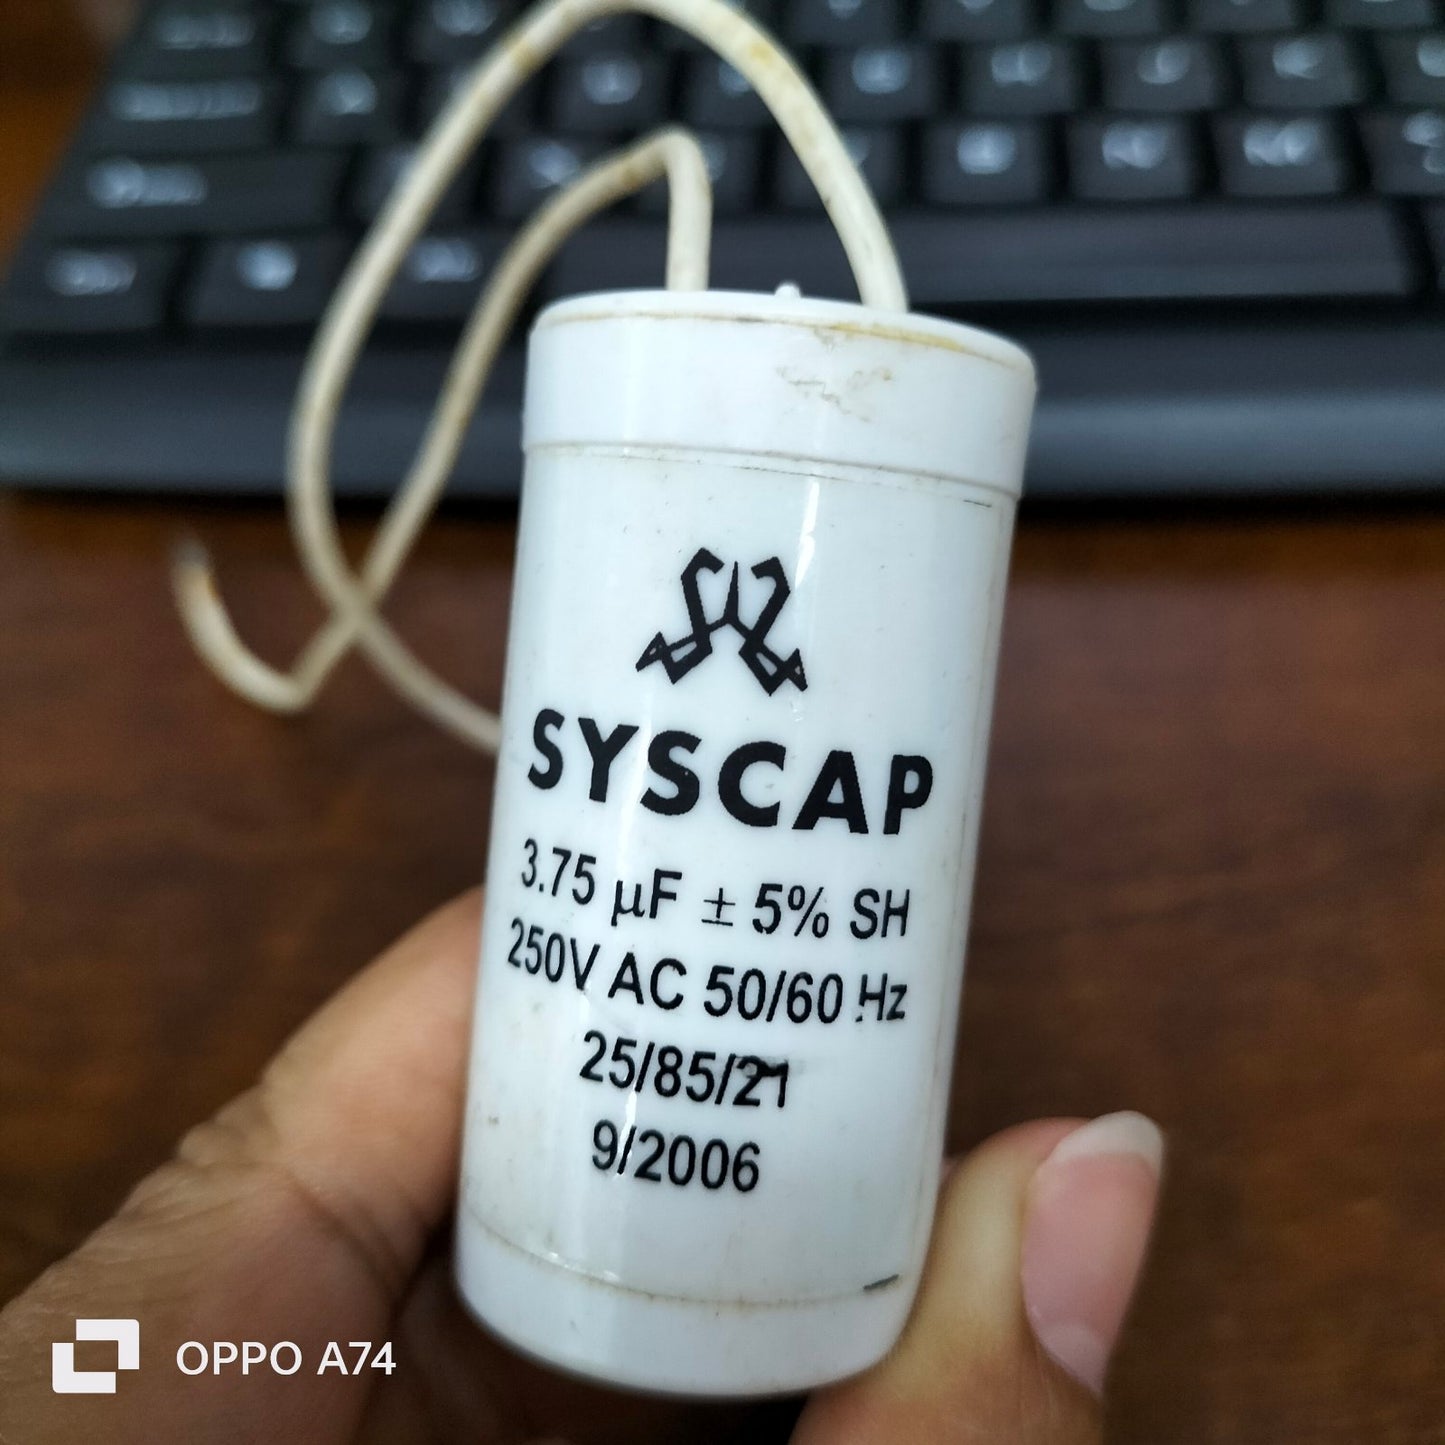 SYSCAP
3.75 µF ± 5% SH
250V AC 50/60 Hz
25/85/21
9/2006
OPPO A74